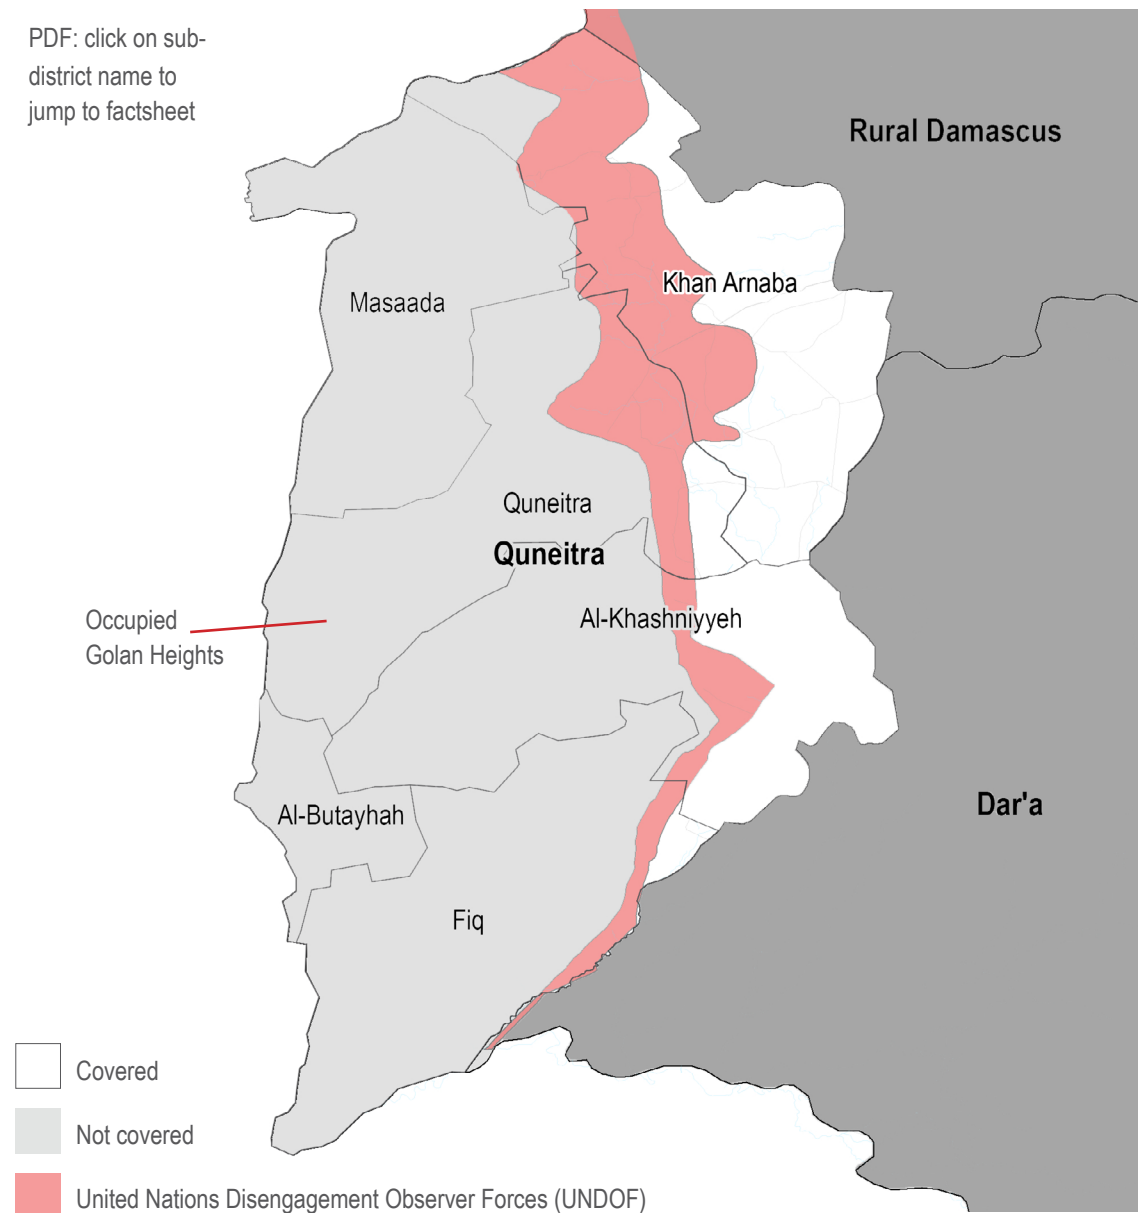 PDF: click on sub-
district name to
jump to factsheet
Rural Damascus
Khan Arnaba
Masaada
Quneitra
Quneitra
Occupied
Golan Heights
Al-Khashniyyeh
Al-Butayhah
Dar'a
Fiq
Covered
Not covered
United Nations Disengagement Observer Forces (UNDOF)